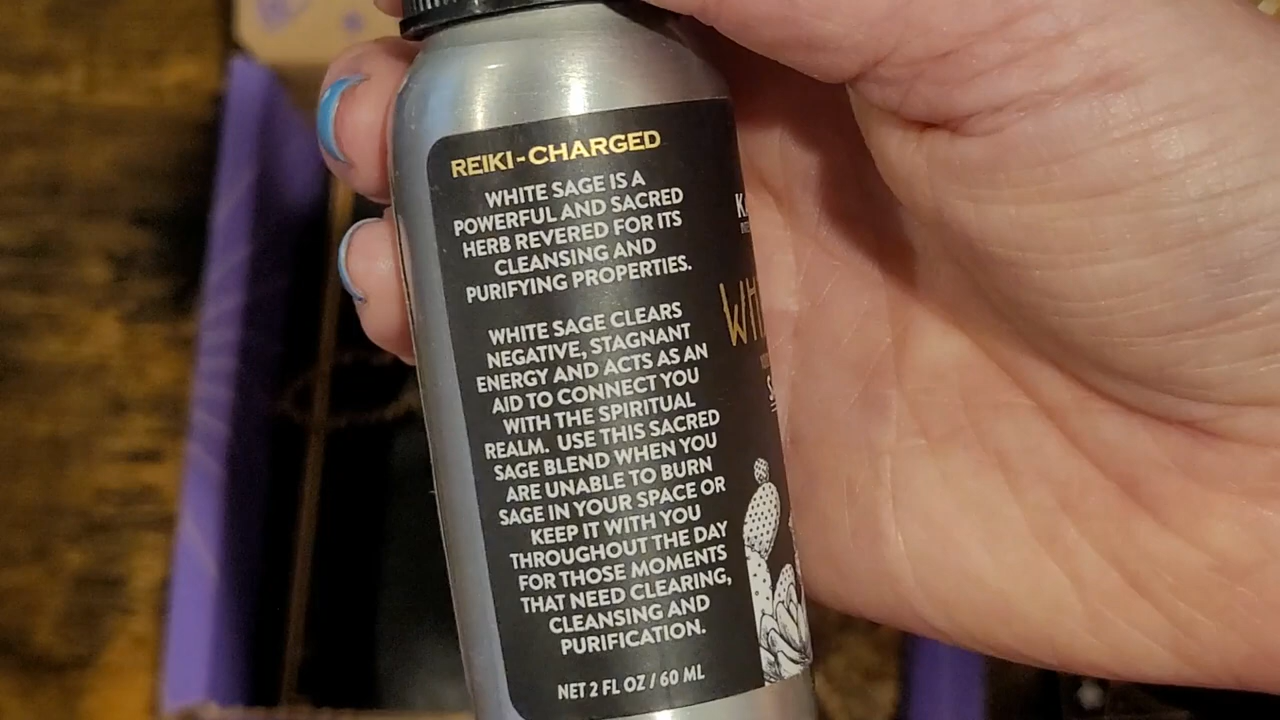 REIKI-CHARGED
WHITE SAGE IS A
POWERFUL AND SACRED
HERB REVERED FOR ITS
CLEANSING AND
PURIFYING PROPERTIES.
WHITE SAGE CLEARS
NEGATIVE, STAGNANT
ENERGY AND ACTS AS AN
AID TO CONNECT YOU
WITH THE SPIRITUAL
REALM. USE THIS SACRED
SAGE BLEND WHEN YOU
ARE UNABLE TO BURN
SAGE IN YOUR SPACE OR
KEEP IT WITH YOU
THROUGHOUT THE DAY
FOR THOSE MOMENTS
THAT NEED CLEARING,
CLEANSING AND
PURIFICATION.
NET 2 FL OZ / 60 ML